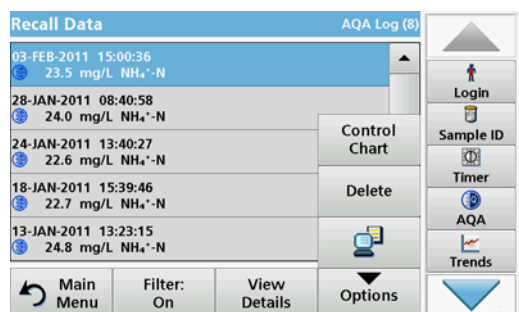 Recall Data AQA Log (8)
03-FEB-2011 15:00:36
23.5 mg/L NH₄⁺-N
28-JAN-2011 08:40:58
24.0 mg/L NH₄⁺-N
24-JAN-2011 13:40:27
22.6 mg/L NH₄⁺-N
18-JAN-2011 15:39:46
22.7 mg/L NH₄⁺-N
13-JAN-2011 13:23:15
24.8 mg/L NH₄⁺-N
Control
Chart
Delete
Main
Menu
Filter:
On
View
Details
Options
Login
Sample ID
Timer
AQA
Trends